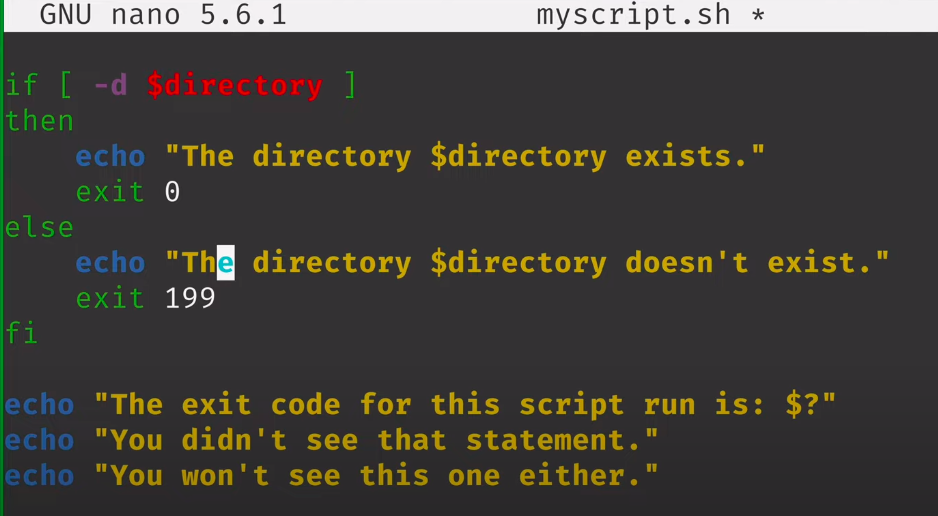 GNU nano 5.6.1 myscript.sh *
if [ -d $directory ]
then
echo "The directory $directory exists."
exit 0
else
echo "The directory $directory doesn't exist."
exit 199
fi
echo "The exit code for this script run is: $?"
echo "You didn't see that statement."
echo "You won't see this one either."